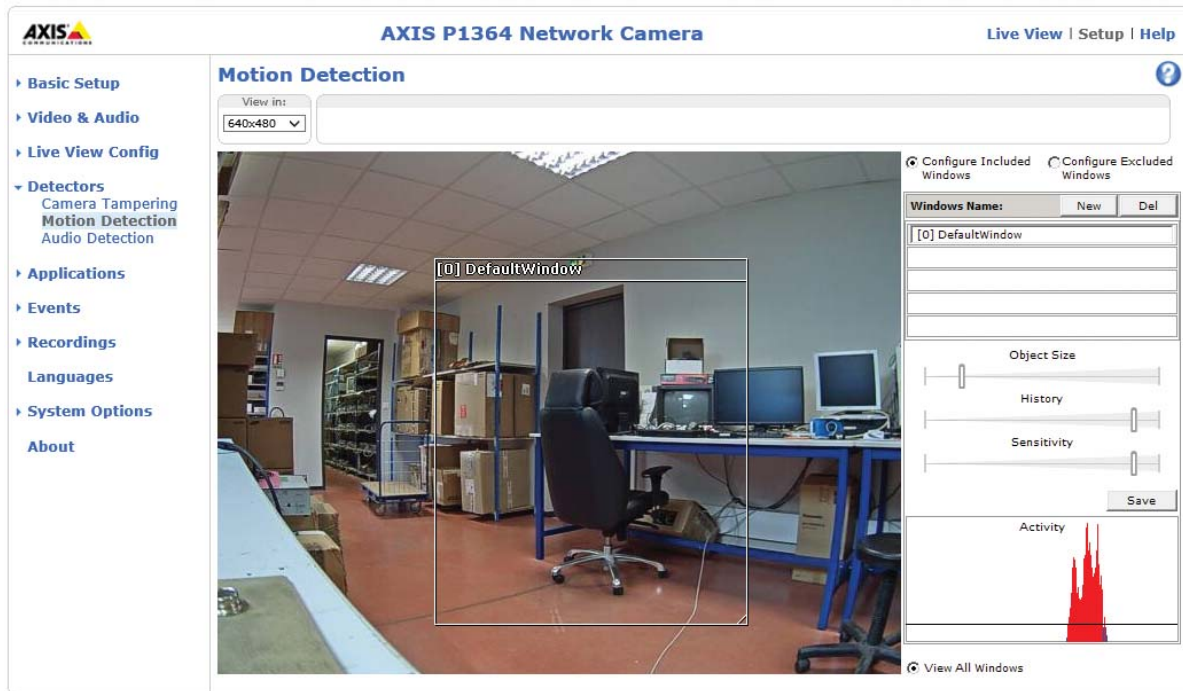 AXIS
COMMUNICATIONS
AXIS P1364 Network Camera
Live View | Setup | Help
Basic Setup
Video & Audio
Live View Config
Detectors
Camera Tampering
Motion Detection
Audio Detection
Applications
Events
Recordings
Languages
System Options
About
Motion Detection
?
View in:
640x480
[0] DefaultWindow
Configure Included Windows
Configure Excluded Windows
Windows Name:
New
Del
[0] DefaultWindow
Object Size
History
Sensitivity
Save
Activity
View All Windows